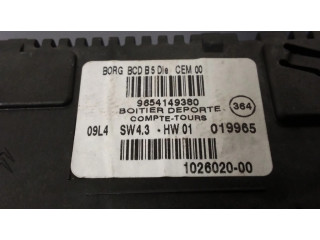 BORG BCD B5 Die CEM 00
9654149380
BOITIER DEPORTE
COMPTE-TOURS
364
09L4 SW4.3 - HW 01 019965
1026020-00